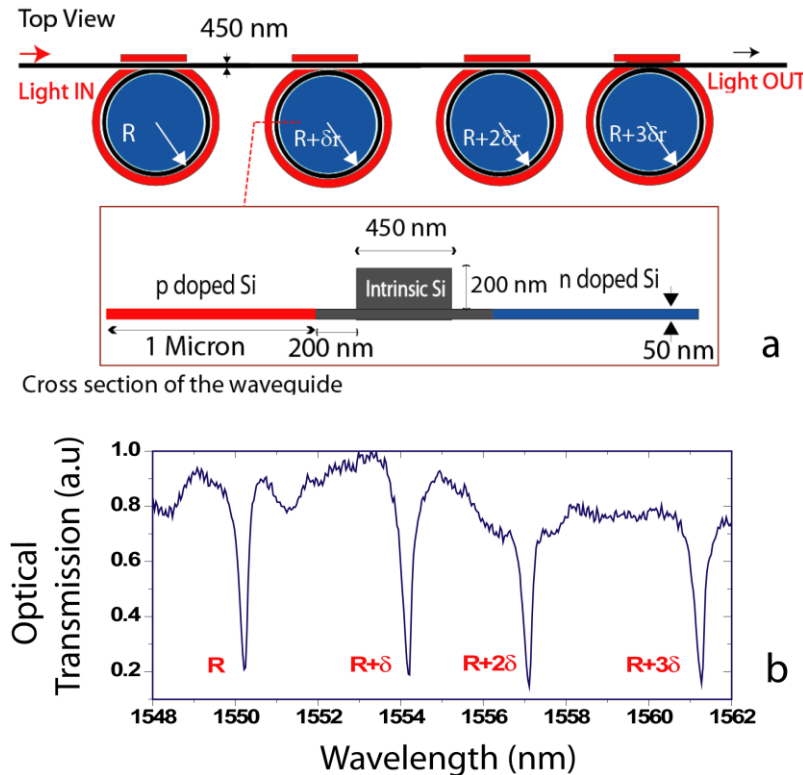 Top View
450 nm
Light IN
Light OUT
R
R+δr
R+2δr
R+3δr
450 nm
p doped Si
Intrinsic Si
200 nm
n doped Si
1 Micron
200 nm
50 nm
a
Cross section of the waveguide
Optical
Transmission (a.u)
1.0
0.8
0.6
0.4
0.2
R
R+δ
R+2δ
R+3δ
b
1548
1550
1552
1554
1556
1558
1560
1562
Wavelength (nm)